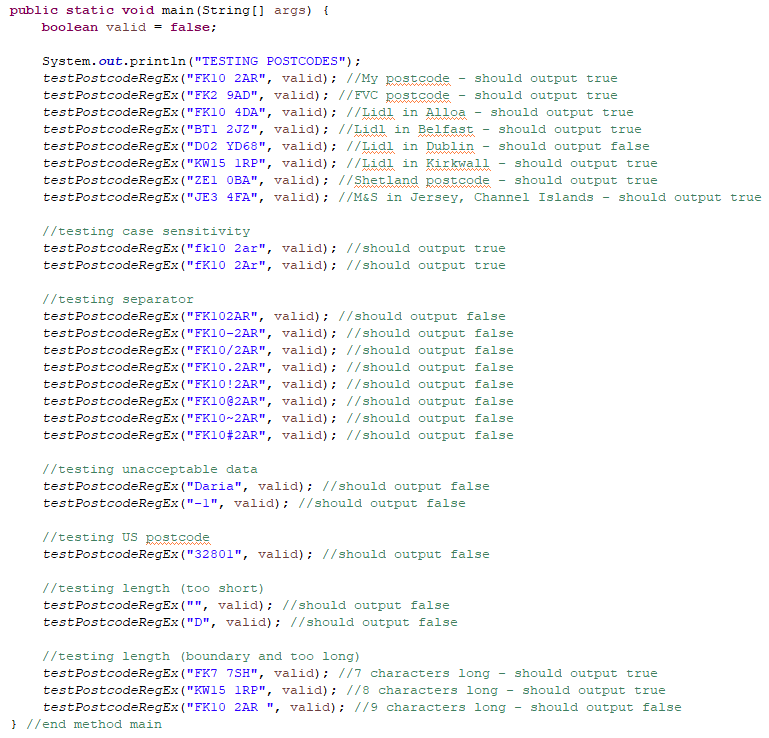 public static void main(String[] args) {
boolean valid = false;
System.out.println("TESTING POSTCODES");
testPostcodeRegEx("FK10 2AR", valid); //My postcode - should output true
testPostcodeRegEx("FK2 9AD", valid); //FVC postcode - should output true
testPostcodeRegEx("FK10 4DA", valid); //Lidl in Alloa - should output true
testPostcodeRegEx("BT1 2JZ", valid); //Lidl in Belfast - should output true
testPostcodeRegEx("D02 YD68", valid); //Lidl in Dublin - should output false
testPostcodeRegEx("KW15 1RP", valid); //Lidl in Kirkwall - should output true
testPostcodeRegEx("ZE1 0BA", valid); //Shetland postcode - should output true
testPostcodeRegEx("JE3 4FA", valid); //M&S in Jersey, Channel Islands - should output true
//testing case sensitivity
testPostcodeRegEx("fk10 2ar", valid); //should output true
testPostcodeRegEx("fK10 2Ar", valid); //should output true
//testing separator
testPostcodeRegEx("FK102AR", valid); //should output false
testPostcodeRegEx("FK10-2AR", valid); //should output false
testPostcodeRegEx("FK10/2AR", valid); //should output false
testPostcodeRegEx("FK10.2AR", valid); //should output false
testPostcodeRegEx("FK10!2AR", valid); //should output false
testPostcodeRegEx("FK10@2AR", valid); //should output false
testPostcodeRegEx("FK10~2AR", valid); //should output false
testPostcodeRegEx("FK10#2AR", valid); //should output false
//testing unacceptable data
testPostcodeRegEx("Daria", valid); //should output false
testPostcodeRegEx("-1", valid); //should output false
//testing US postcode
testPostcodeRegEx("32801", valid); //should output false
//testing length (too short)
testPostcodeRegEx("", valid); //should output false
testPostcodeRegEx("D", valid); //should output false
//testing length (boundary and too long)
testPostcodeRegEx("FK7 7SH", valid); //7 characters long - should output true
testPostcodeRegEx("KW15 1RP", valid); //8 characters long - should output true
testPostcodeRegEx("FK10 2AR ", valid); //9 characters long - should output false
} //end method main